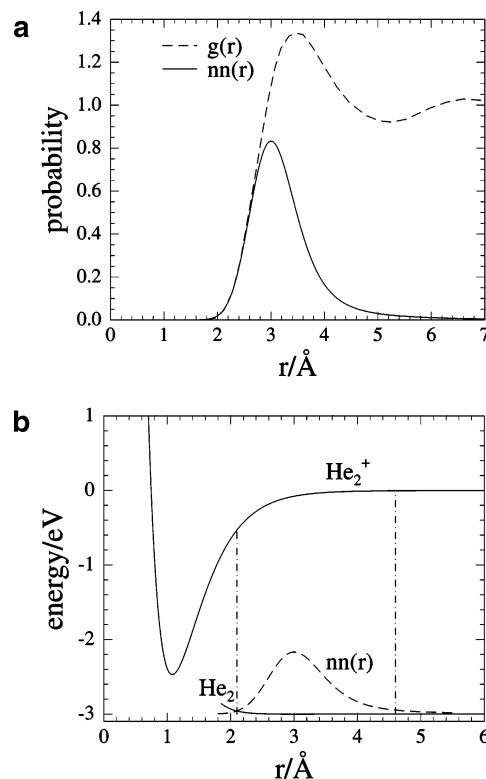 a
1.4
1.2
1.0
0.8
0.6
0.4
0.2
0.0
probability
g(r)
nn(r)
0 1 2 3 4 5 6 7
r/Å
b
1
0
-1
-2
-3
energy/eV
He₂⁺
He₂
nn(r)
0 1 2 3 4 5 6
r/Å